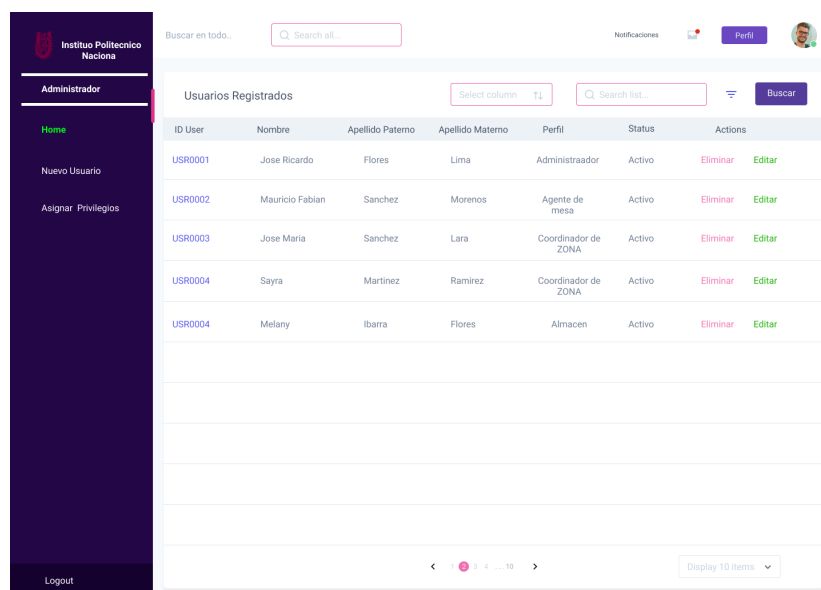 Instituo Politecnico
Naciona
Administrador
Home
Nuevo Usuario
Asignar Privilegios
Logout
Buscar en todo..
Search all...
Notificaciones
Perfil
Usuarios Registrados
Select column
Search list...
Buscar
ID User Nombre Apellido Paterno Apellido Materno Perfil Status Actions
USR0001 Jose Ricardo Flores Lima Administraador Activo Eliminar Editar
USR0002 Mauricio Fabian Sanchez Morenos Agente de Activo Eliminar Editar
mesa
USR0003 Jose Maria Sanchez Lara Coordinador de Activo Eliminar Editar
ZONA
USR0004 Sayra Martinez Ramirez Coordinador de Activo Eliminar Editar
ZONA
USR0004 Melany Ibarra Flores Almacen Activo Eliminar Editar
1 2 3 4 ...10
Display 10 items